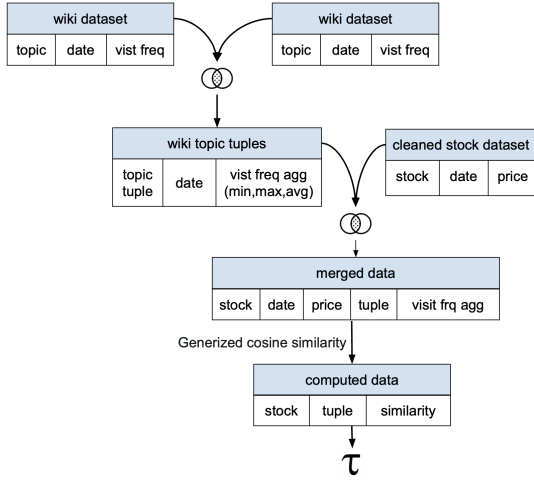 wiki dataset
topic date vist freq
wiki dataset
topic date vist freq
wiki topic tuples
topic tuple date vist freq agg
(min,max,avg)
cleaned stock dataset
stock date price
merged data
stock date price tuple visit frq agg
Generized cosine similarity
computed data
stock tuple similarity
τ